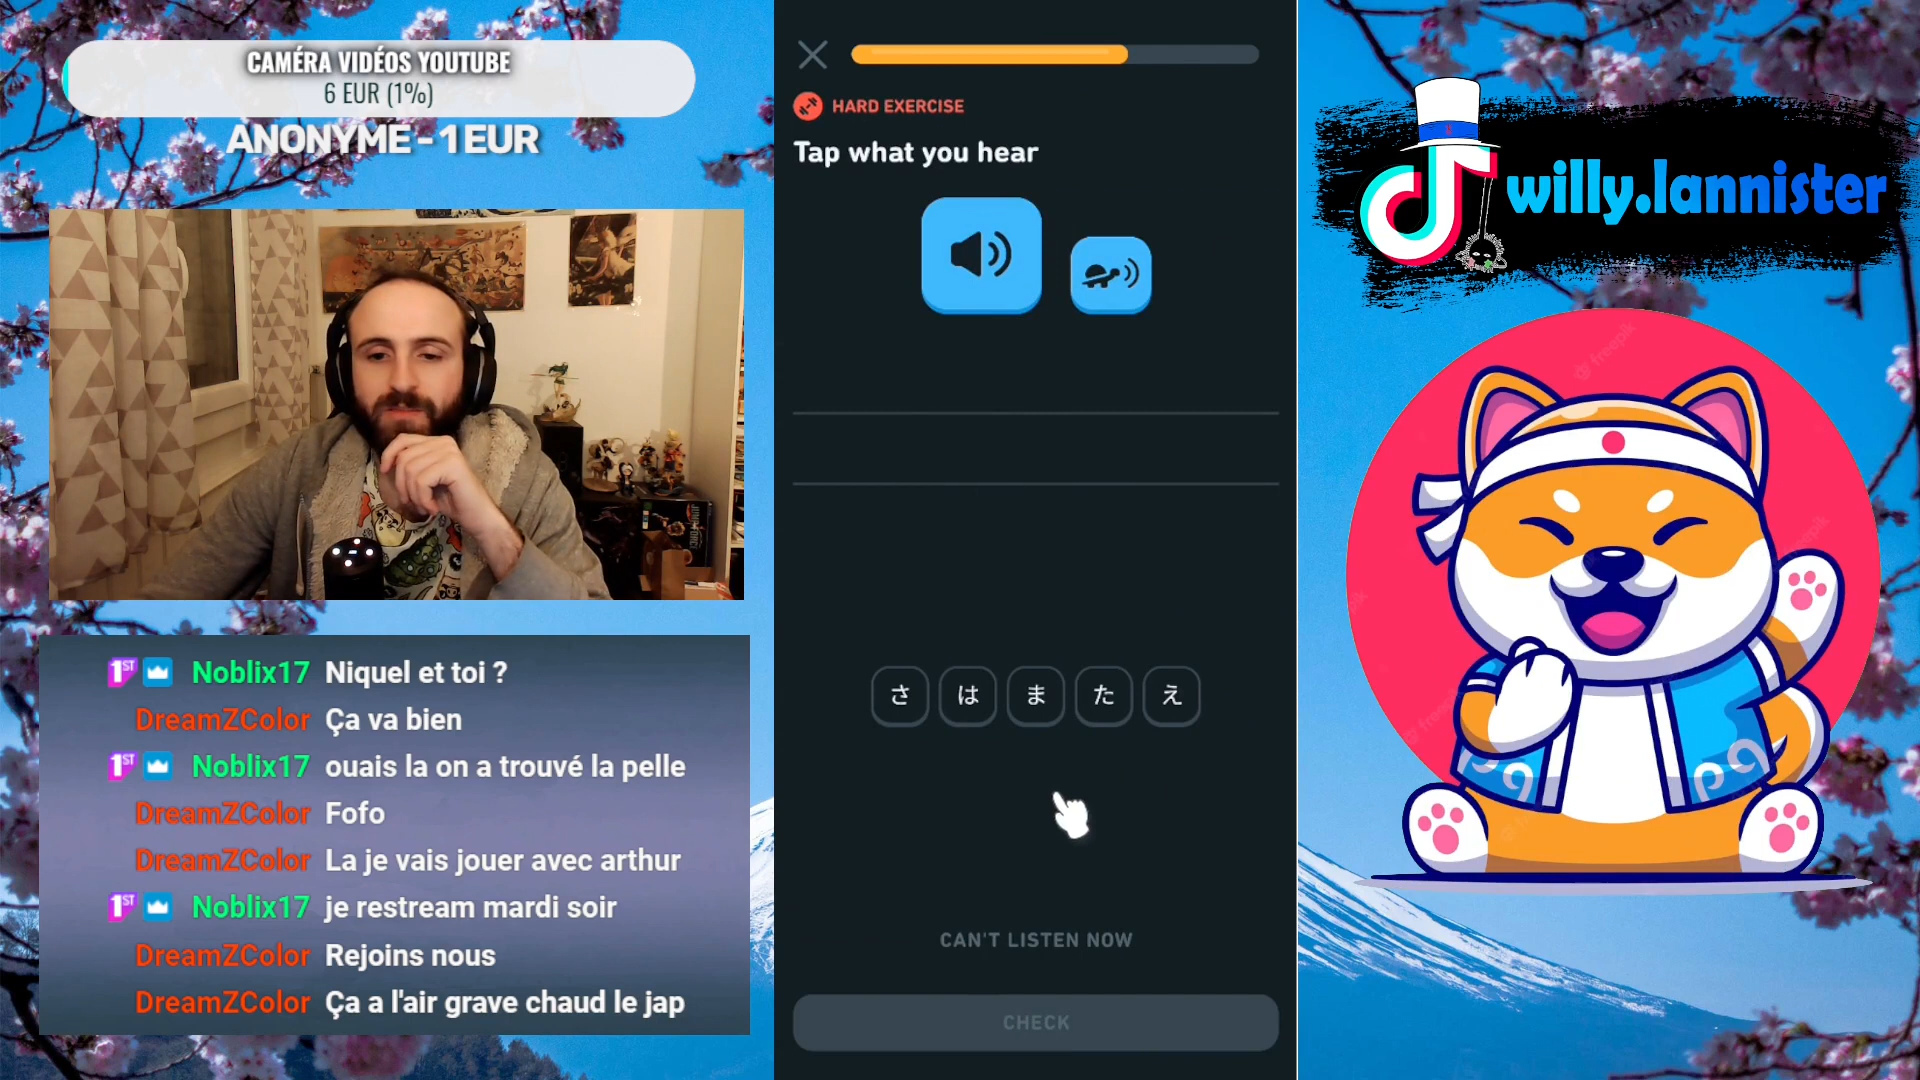 CAMÉRA VIDÉOS YOUTUBE
6 EUR (1%)
ANONYME - 1 EUR
Noblix17 Niquel et toi ?
DreamZColor Ça va bien
Noblix17 ouais la on a trouvé la pelle
DreamZColor Fofo
DreamZColor La je vais jouer avec arthur
Noblix17 je restream mardi soir
DreamZColor Rejoins nous
DreamZColor Ça a l'air grave chaud le jap
HARD EXERCISE
Tap what you hear
さ は ま た え
CAN'T LISTEN NOW
CHECK
willy.lannister
freepik